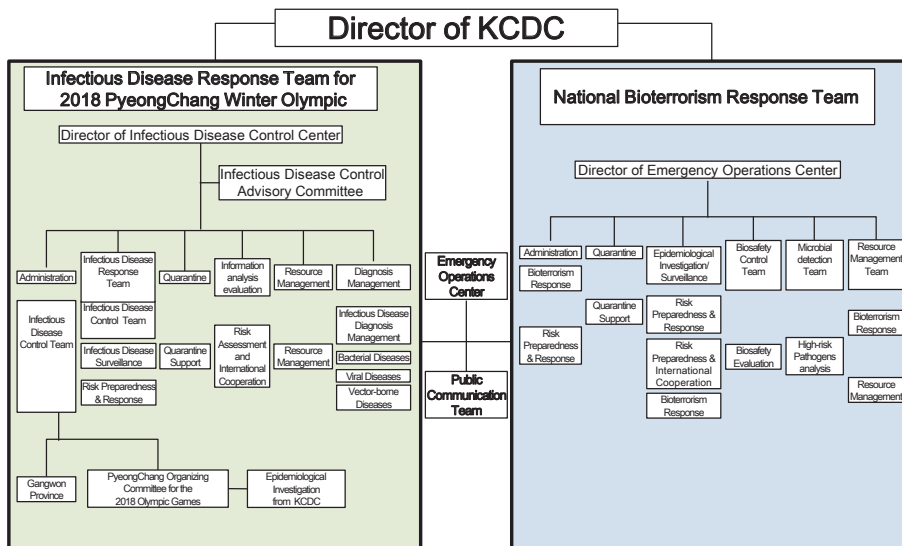 Director of KCDC
Infectious Disease Response Team for
2018 PyeongChang Winter Olympic
Director of Infectious Disease Control Center
Infectious Disease Control
Advisory Committee
Administration
Infectious Disease
Response
Team
Quarantine
Information
analysis
evaluation
Resource
Management
Diagnosis
Management
Infectious
Disease
Control Team
Infectious Disease
Control Team
Infectious Disease
Surveillance
Risk Preparedness
& Response
Quarantine
Support
Risk
Assessment
and
International
Cooperation
Resource
Management
Infectious Disease
Diagnosis
Management
Bacterial Diseases
Viral Diseases
Vector-borne
Diseases
Gangwon
Province
PyeongChang Organizing
Committee for the
2018 Olympic Games
Epidemiological
Investigation
from KCDC
Emergency
Operations
Center
Public
Communication
Team
National Bioterrorism Response Team
Director of Emergency Operations Center
Administration
Quarantine
Epidemiological
Investigation/
Surveillance
Biosafety
Control
Team
Microbial
detection
Team
Resource
Management
Team
Bioterrorism
Response
Risk
Preparedness
& Response
Quarantine
Support
Risk
Preparedness &
Response
Risk
Preparedness &
International
Cooperation
Bioterrorism
Response
Biosafety
Evaluation
High-risk
Pathogens
analysis
Bioterrorism
Response
Resource
Management